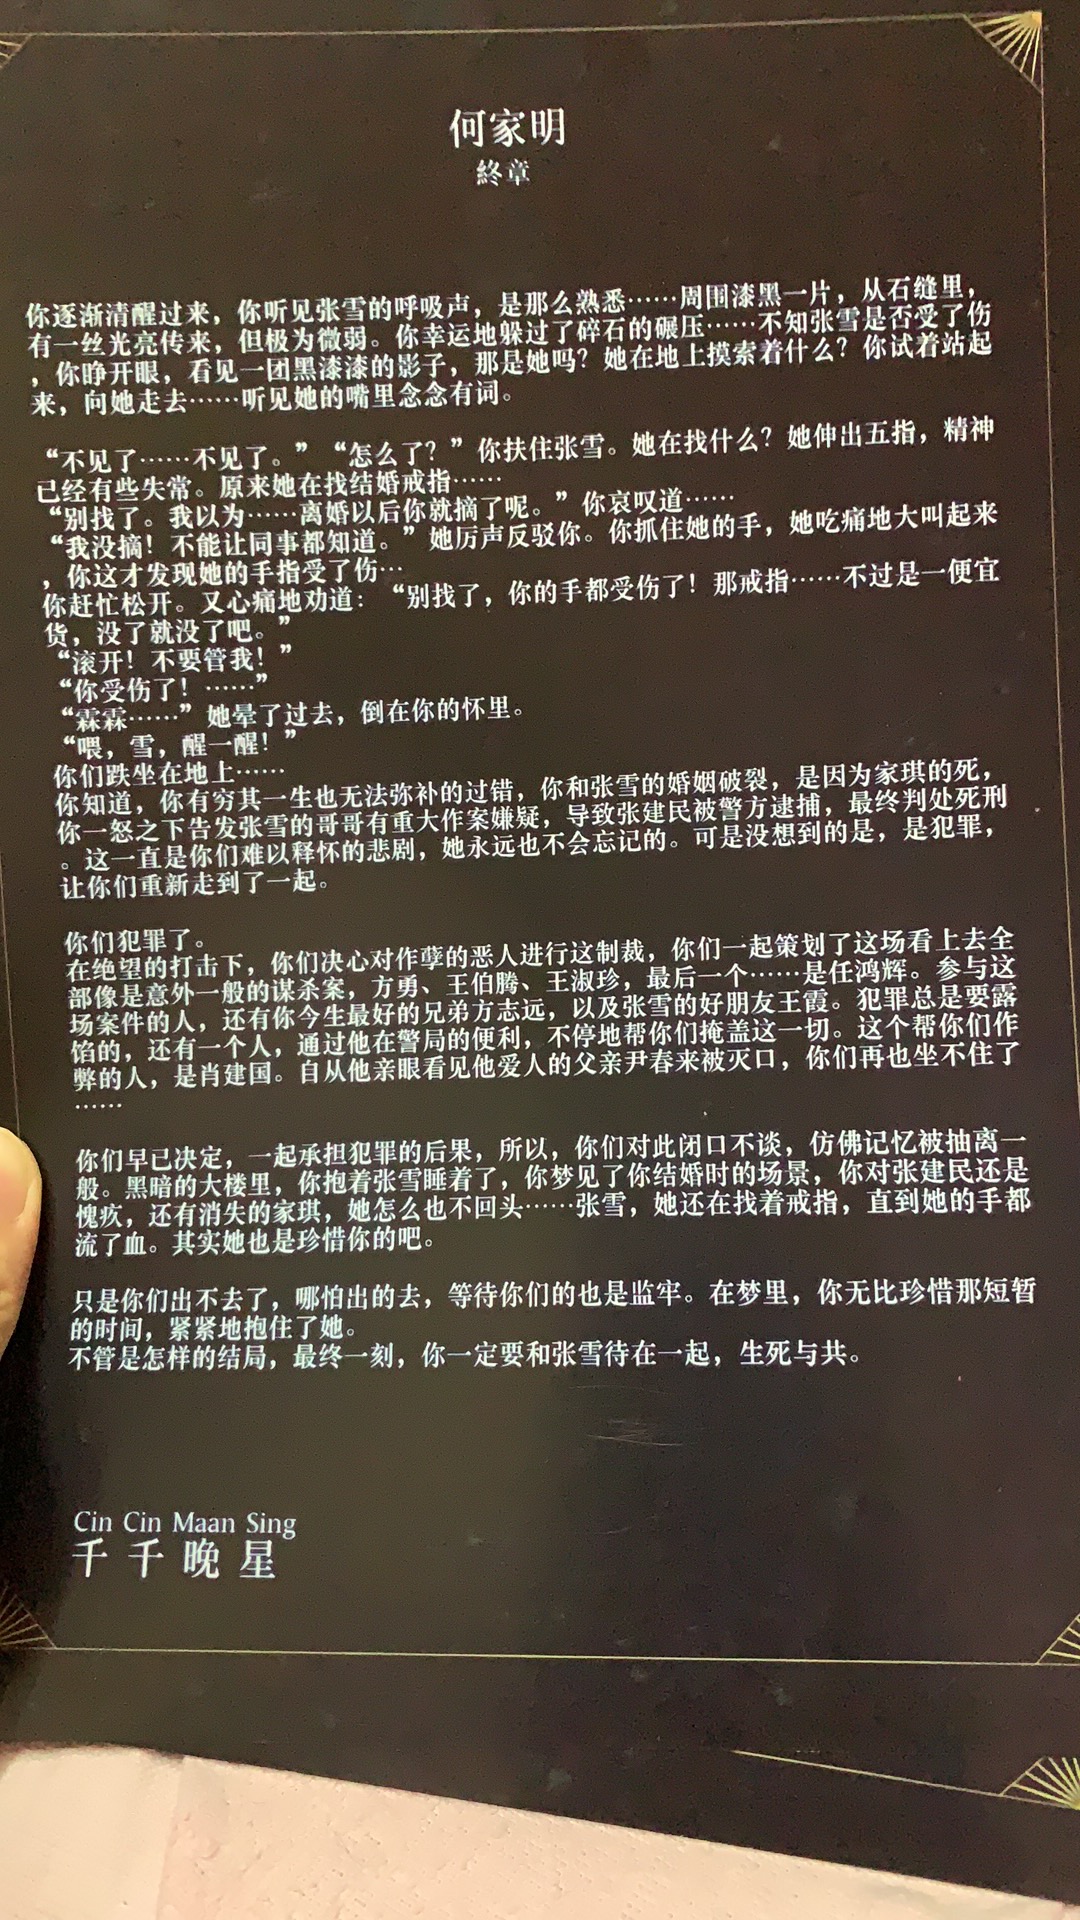 何家明
終章
你逐渐清醒过来，你听见张雪的呼吸声，是那么熟悉……周围漆黑一片，从石缝里，
有一丝光亮传来，但极为微弱。你幸运地躲过了碎石的碾压……不知张雪是否受了伤
，你睁开眼，看见一团黑漆漆的影子，那是她吗？她在地上摸索着什么？你试着站起
来，向她走去……听见她的嘴里念念有词。
“不见了……不见了。”“怎么了？”你扶住张雪。她在找什么？她伸出五指，精神
已经有些失常。原来她在找结婚戒指……
“别找了。我以为……离婚以后你就摘了呢。”你哀叹道……
“我没摘！不能让同事都知道。”她厉声反驳你。你抓住她的手，她吃痛地大叫起来
，你这才发现她的手指受了伤…
你赶忙松开。又心痛地劝道：“别找了，你的手都受伤了！那戒指……不过是一便宜
货，没了就没了吧。”
“滚开！不要管我！”
“你受伤了！……”
“霖霖……”她晕了过去，倒在你的怀里。
“喂，雪，醒一醒！”
你们跌坐在地上……
你知道，你有穷其一生也无法弥补的过错，你和张雪的婚姻破裂，是因为家琪的死，
你一怒之下告发张雪的哥哥有重大作案嫌疑，导致张建民被警方逮捕，最终判处死刑
。这一直是你们难以释怀的悲剧，她永远也不会忘记的。可是没想到的是，是犯罪，
让你们重新走到了一起。
你们犯罪了。
在绝望的打击下，你们决心对作孽的恶人进行这制裁，你们一起策划了这场看上去全
部像是意外一般的谋杀案，方勇、王伯腾、王淑珍，最后一个……是任鸿辉。参与这
场案件的人，还有你今生最好的兄弟方志远，以及张雪的好朋友王霞。犯罪总是要露
馅的，还有一个人，通过他在警局的便利，不停地帮你们掩盖这一切。这个帮你们作
弊的人，是肖建国。自从他亲眼看见他爱人的父亲尹春来被灭口，你们再也坐不住了
……
你们早已决定，一起承担犯罪的后果，所以，你们对此闭口不谈，仿佛记忆被抽离一
般。黑暗的大楼里，你抱着张雪睡着了，你梦见了你结婚时的场景，你对张建民还是
愧疚，还有消失的家琪，她怎么也不回头……张雪，她还在找着戒指，直到她的手都
流了血。其实她也是珍惜你的吧。
只是你们出不去了，哪怕出的去，等待你们的也是监牢。在梦里，你无比珍惜那短暂
的时间，紧紧地抱住了她。
不管是怎样的结局，最终一刻，你一定要和张雪待在一起，生死与共。
Cin Cin Maan Sing
千千晚星